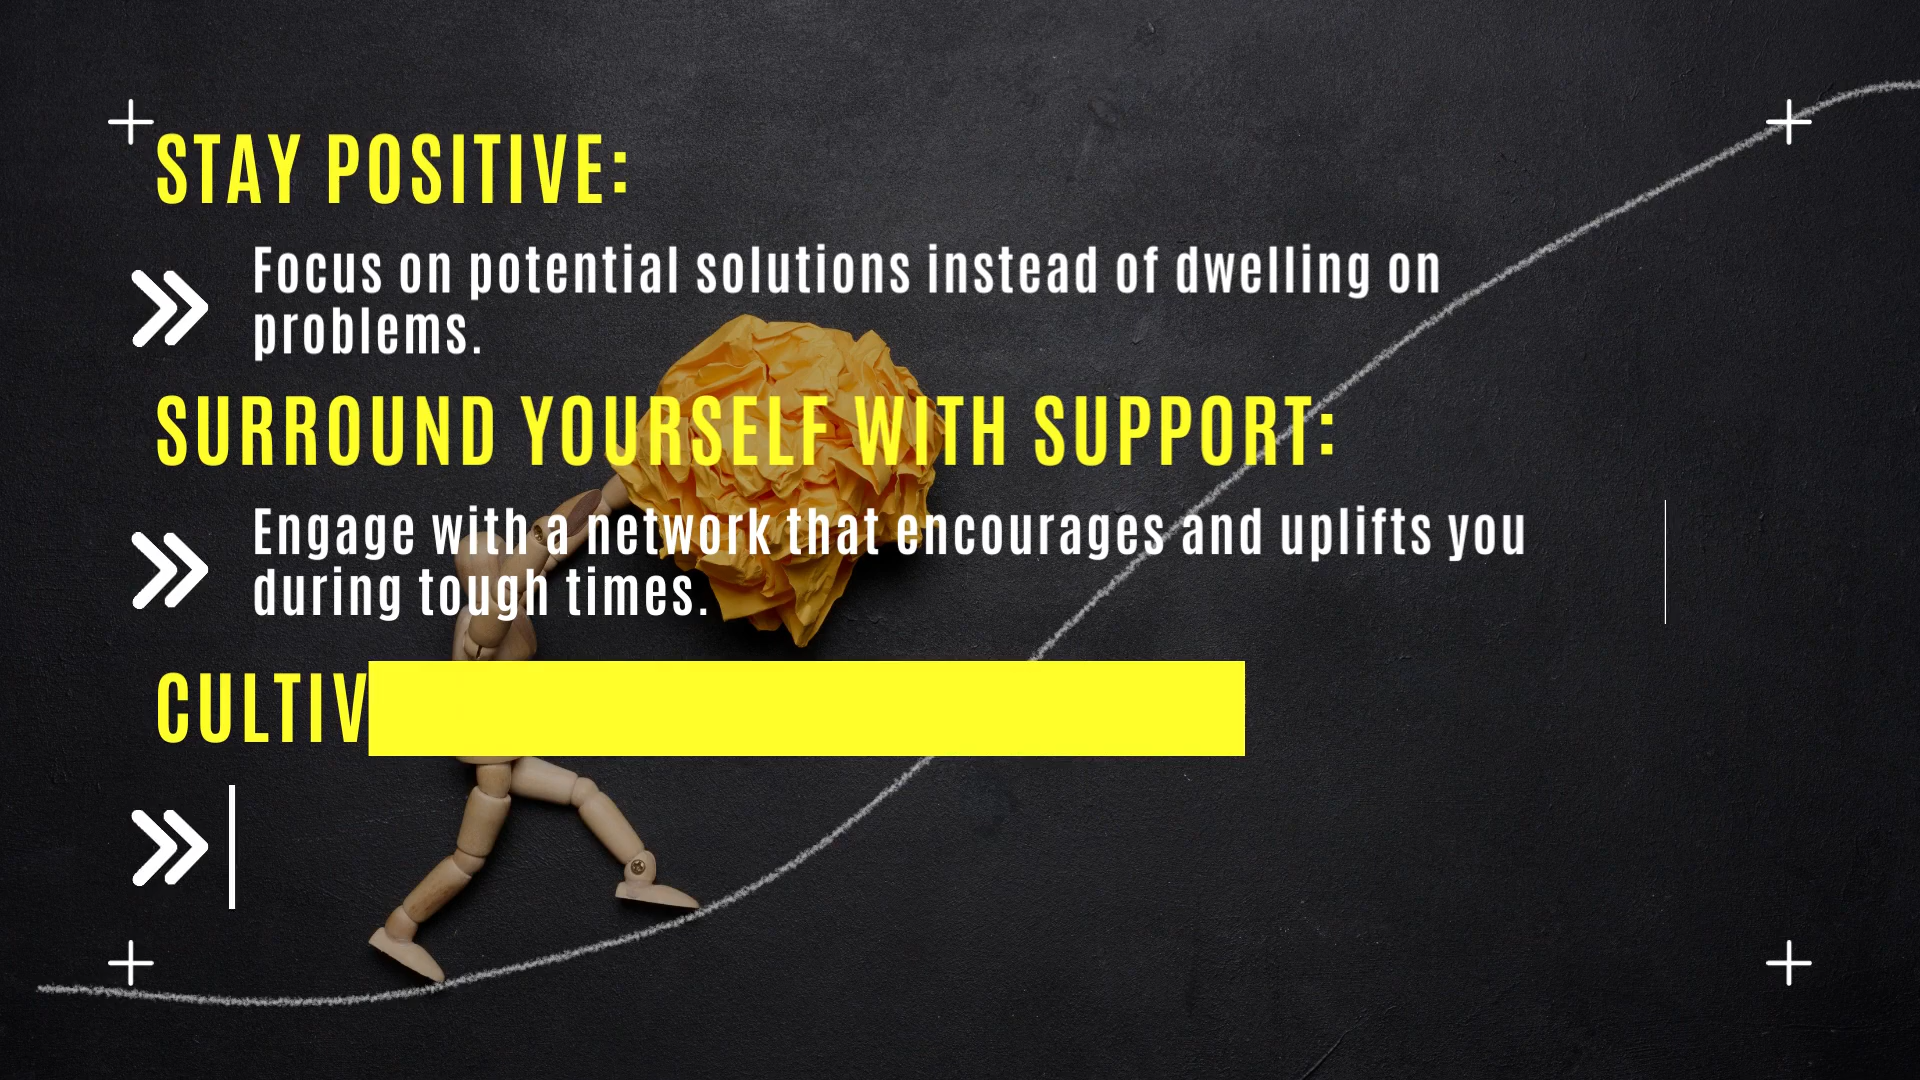 STAY POSITIVE:
Focus on potential solutions instead of dwelling on
problems.
SURROUND YOURSELF WITH SUPPORT:
Engage with a network that encourages and uplifts you
during tough times.
CULTIV